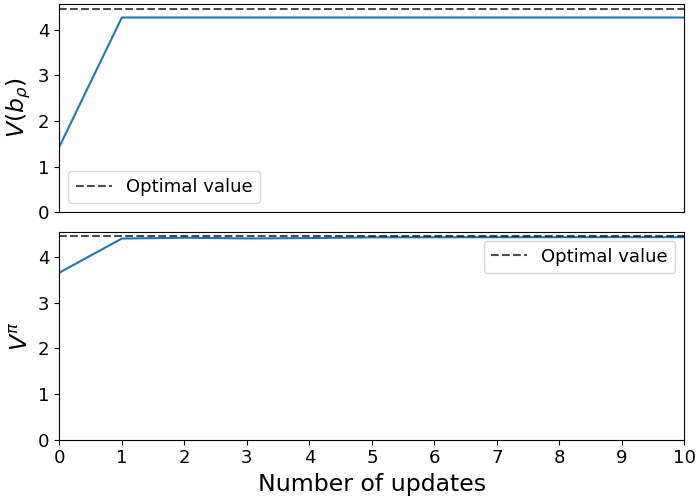 V(b_ρ)
4
3
2
1
0
Optimal value
V^π
4
3
2
1
0
Optimal value
0 1 2 3 4 5 6 7 8 9 10
Number of updates